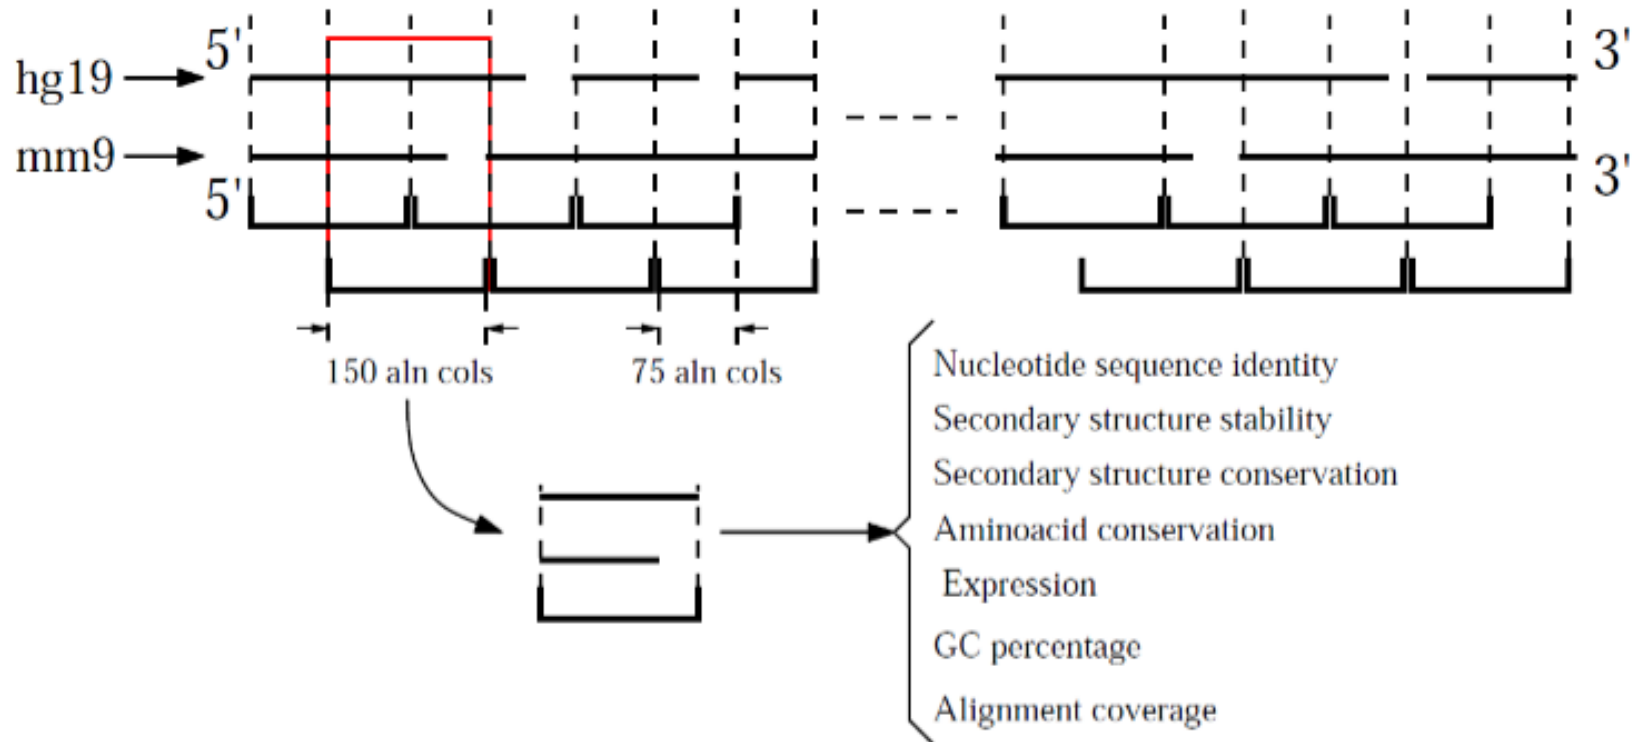 5'
3'
hg19
mm9
5'
3'
150 aln cols
75 aln cols
Nucleotide sequence identity
Secondary structure stability
Secondary structure conservation
Aminoacid conservation
Expression
GC percentage
Alignment coverage